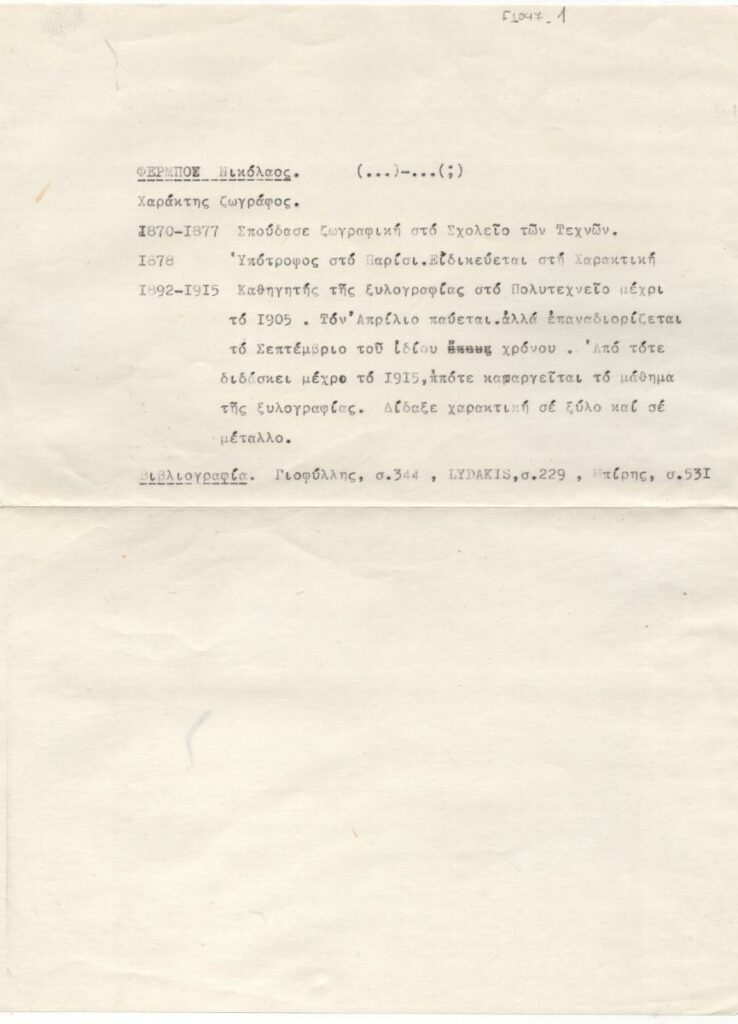 F1047_1
ΦΕΡΜΠΟΣ Νικόλαος. (...)-...(;)
Χαράκτης ζωγράφος.
1870-1877 Σπούδασε ζωγραφική στό Σχολεῖο τῶν Τεχνῶν.
1878 Ὑπότροφος στό Παρίσι.Εἰδικεύεται στή Χαρακτική
1892-1915 Καθηγητής τῆς ξυλογραφίας στό Πολυτεχνεῖο μέχρι
τό 1905 . Τόν Ἀπρίλιο παύεται.ἀλλά ἐπαναδιορίζεται
τό Σεπτέμβριο τοῦ ἰδίου χρόνου . Ἀπό τότε
διδάσκει μέχρο τό 1915,ὁπότε καταργεῖται τό μάθημα
τῆς ξυλογραφίας. Δίδαξε χαρακτική σέ ξύλο καί σέ
μέταλλο.
Βιβλιογραφία. Γιοφύλλης, σ.344 , LYDAKIS,σ.229 , Μπίρης, σ.531